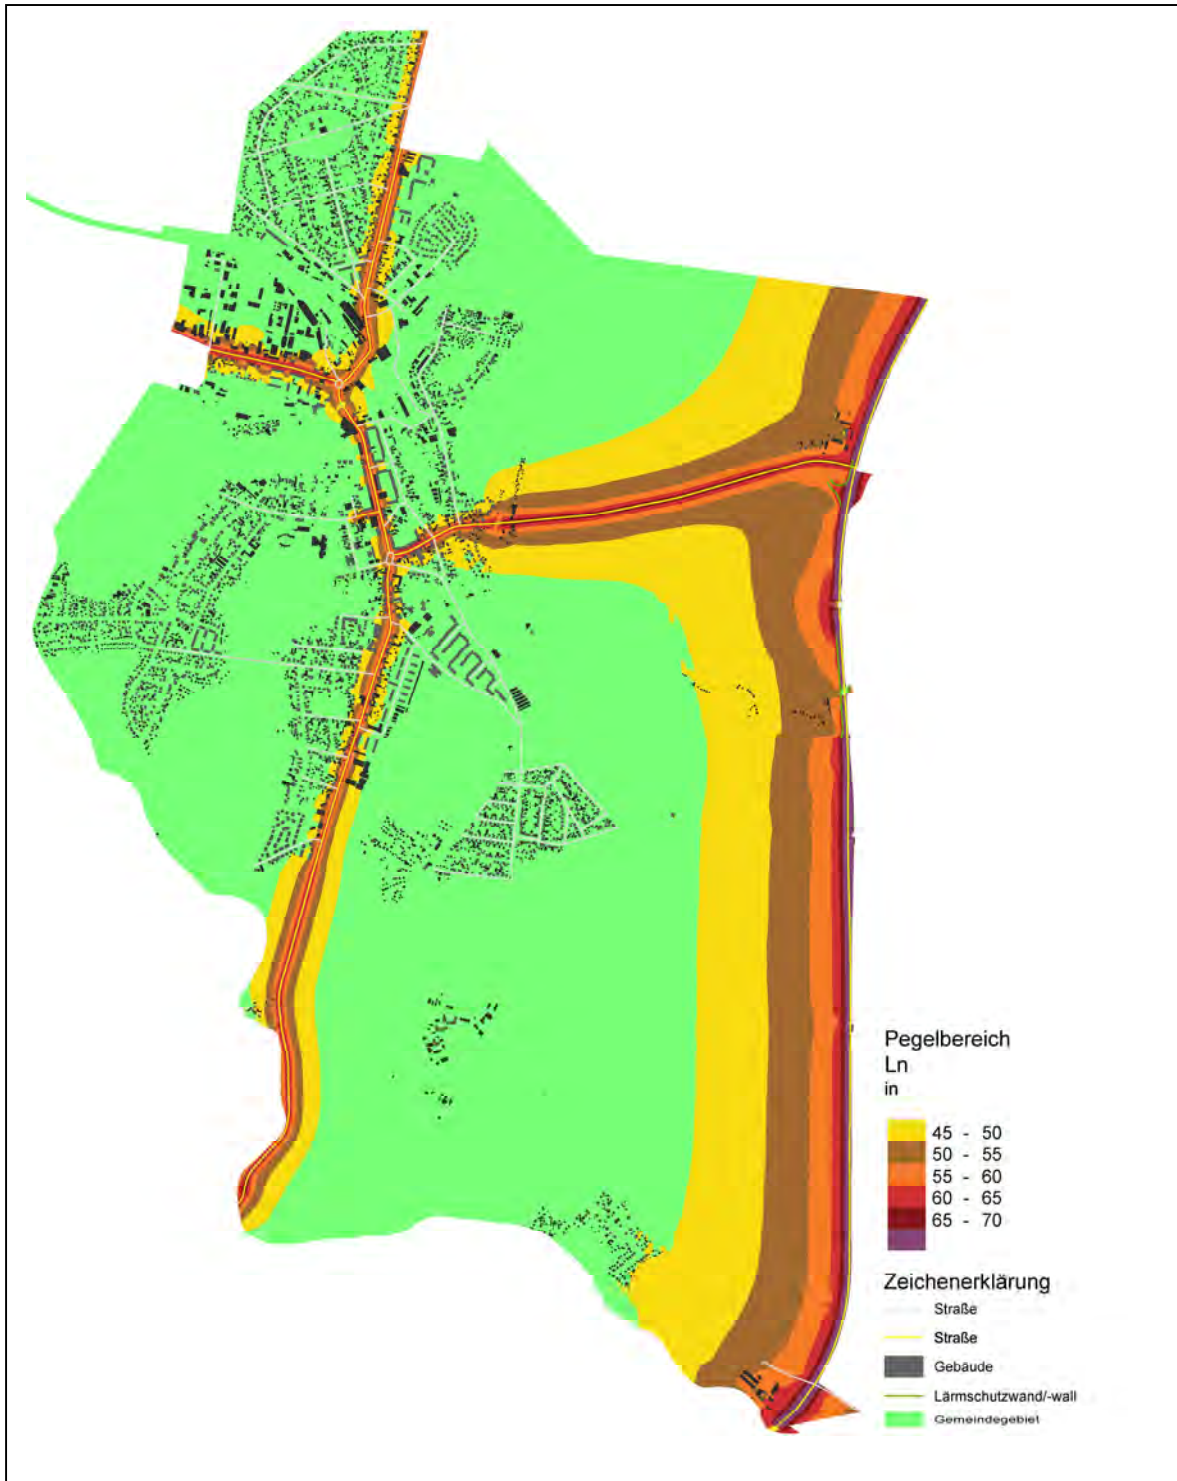 Pegelbereich
Ln
in
45 - 50
50 - 55
55 - 60
60 - 65
65 - 70
Zeichenerklärung
Straße
Straße
Gebäude
Lärmschutzwand/-wall
Gemeindegebiet